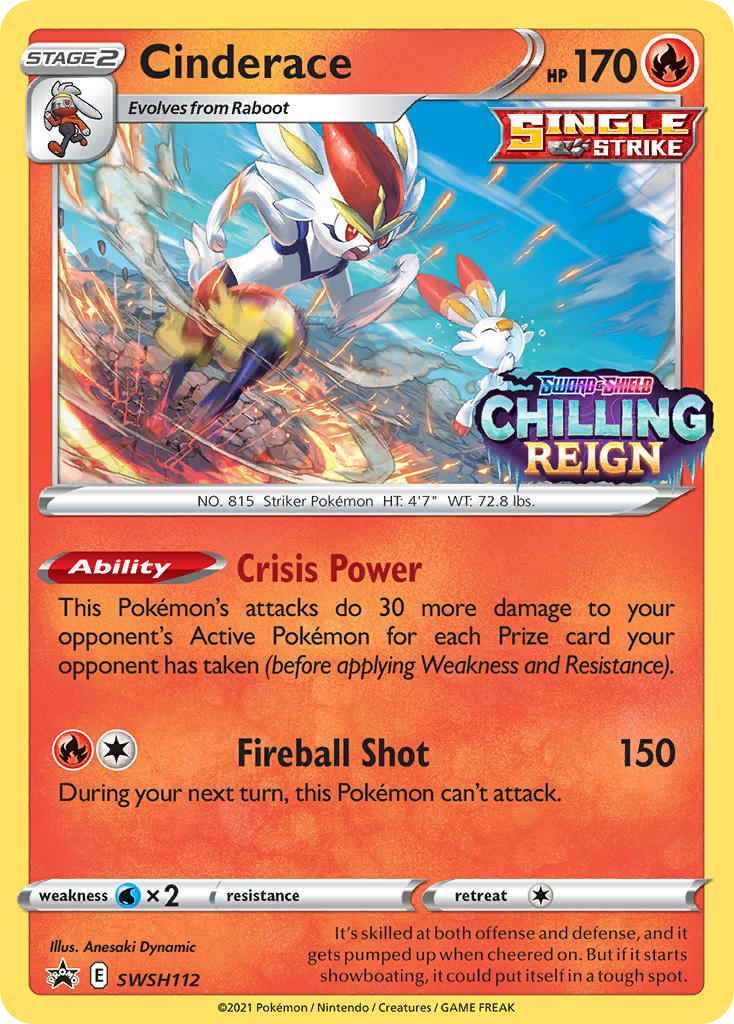 STAGE 2
Cinderace
HP 170
Evolves from Raboot
SINGLE
STRIKE
SWORD & SHIELD
CHILLING
REIGN
NO. 815 Striker Pokémon HT: 4'7" WT: 72.8 lbs.
Ability Crisis Power
This Pokémon's attacks do 30 more damage to your
opponent's Active Pokémon for each Prize card your
opponent has taken (before applying Weakness and Resistance).
Fireball Shot 150
During your next turn, this Pokémon can't attack.
weakness ×2 resistance retreat
Illus. Anesaki Dynamic
It's skilled at both offense and defense, and it
gets pumped up when cheered on. But if it starts
showboating, it could put itself in a tough spot.
PROMO E SWSH112
©2021 Pokémon / Nintendo / Creatures / GAME FREAK